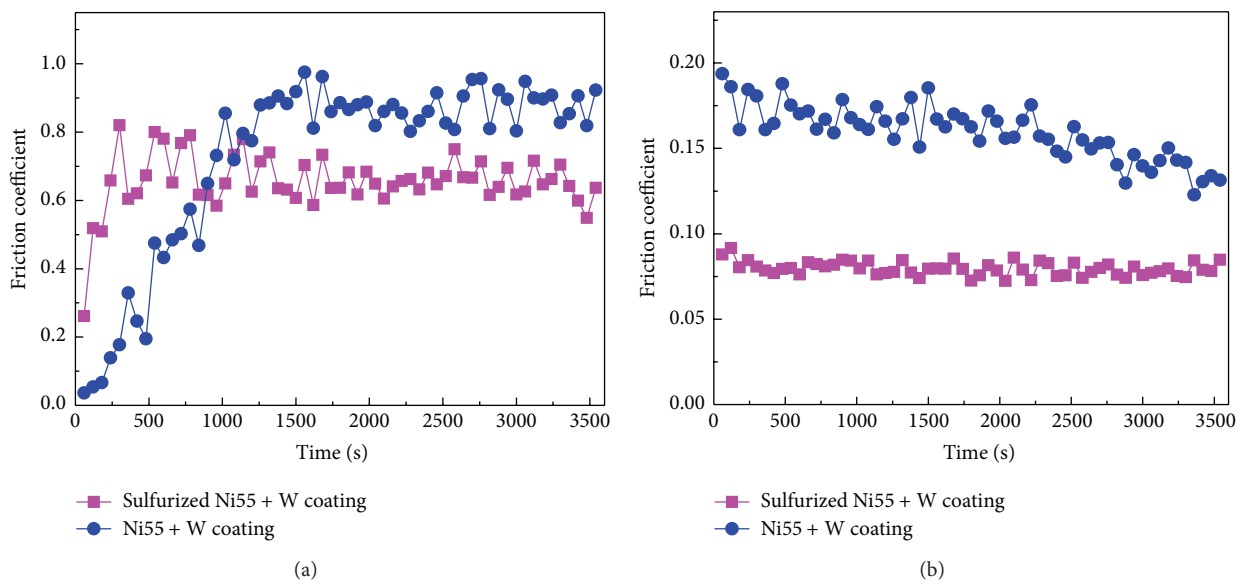 1.0
0.8
0.6
0.4
0.2
0.0
Friction coefficient
0 500 1000 1500 2000 2500 3000 3500
Time (s)
Sulfurized Ni55 + W coating
Ni55 + W coating
(a)
0.20
0.15
0.10
0.05
0.00
Friction coefficient
0 500 1000 1500 2000 2500 3000 3500
Time (s)
Sulfurized Ni55 + W coating
Ni55 + W coating
(b)